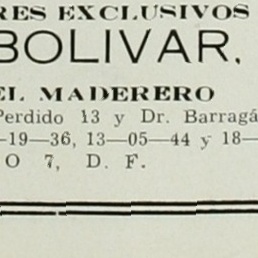 RES EXCLUSIVOS
BOLIVAR,
EL MADERERO
Perdido 13 y Dr. Barragá
—19—36, 13—05—44 y 18—
O 7, D. F.